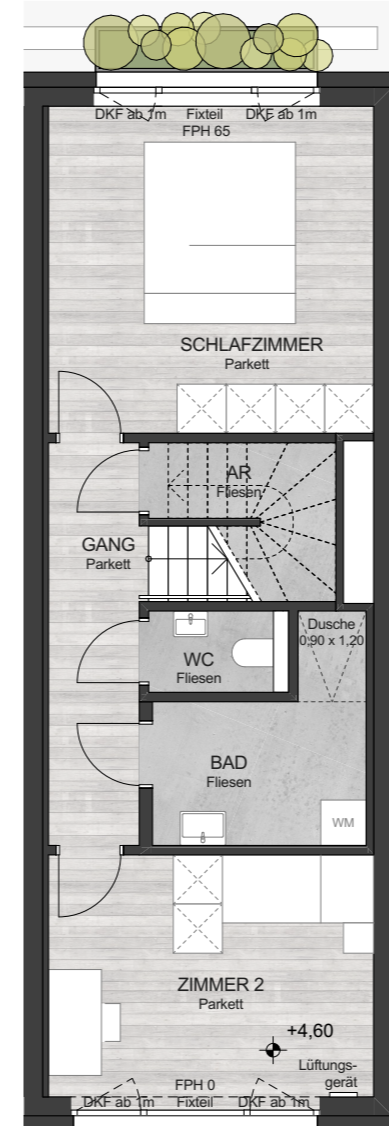 DKF ab 1m Fixteil DKF ab 1m
FPH 65
SCHLAFZIMMER
Parkett
AR
Fliesen
GANG
Parkett
Dusche
0,90 x 1,20
WC
Fliesen
BAD
Fliesen
WM
ZIMMER 2
Parkett
+4,60
Lüftungs-
gerät
FPH 0
DKF ab 1m Fixteil DKF ab 1m